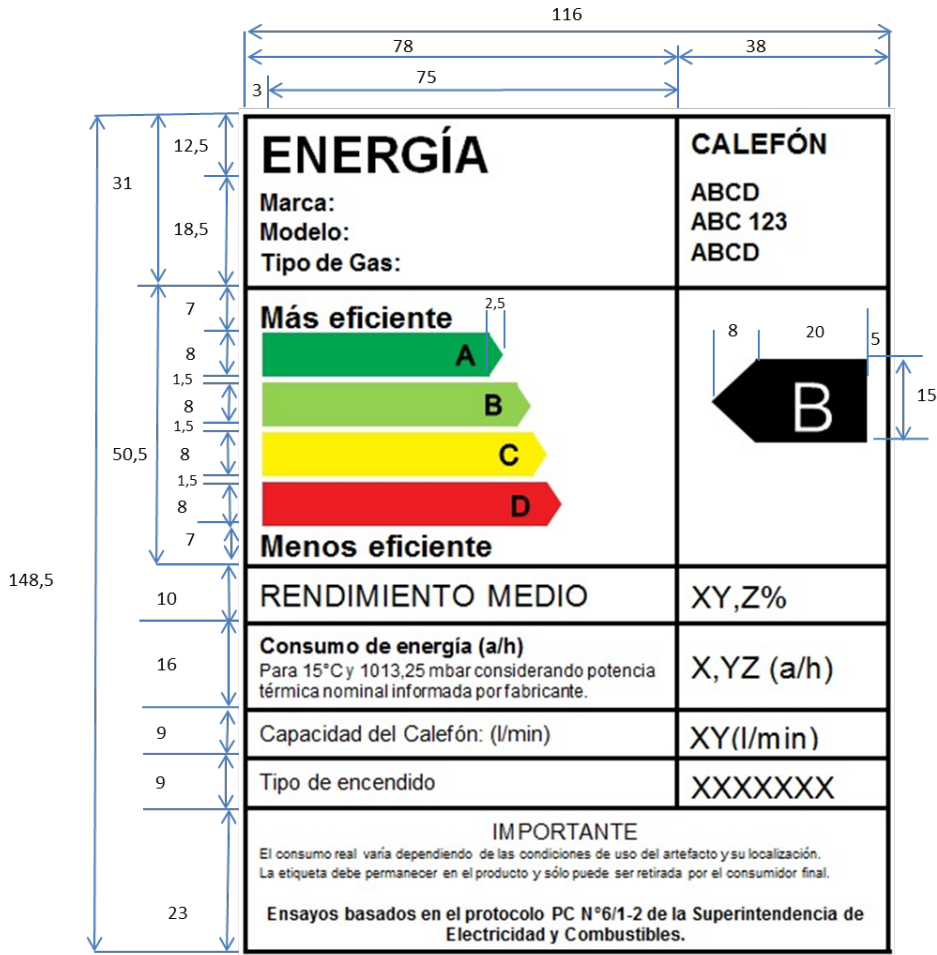 116
78
38
75
3
12,5
31
18,5
ENERGÍA
CALEFÓN
Marca:
ABCD
Modelo:
ABC 123
Tipo de Gas:
ABCD
7
Más eficiente
2,5
8
20
5
8
A
1,5
8
B
B
15
1,5
50,5
8
C
1,5
8
D
7
Menos eficiente
148,5
10
RENDIMIENTO MEDIO
XY,Z%
16
Consumo de energía (a/h)
Para 15°C y 1013,25 mbar considerando potencia
térmica nominal informada por fabricante.
X,YZ (a/h)
9
Capacidad del Calefón: (l/min)
XY(l/min)
9
Tipo de encendido
XXXXXXX
23
IMPORTANTE
El consumo real varía dependiendo de las condiciones de uso del artefacto y su localización.
La etiqueta debe permanecer en el producto y sólo puede ser retirada por el consumidor final.
Ensayos basados en el protocolo PC N°6/1-2 de la Superintendencia de
Electricidad y Combustibles.